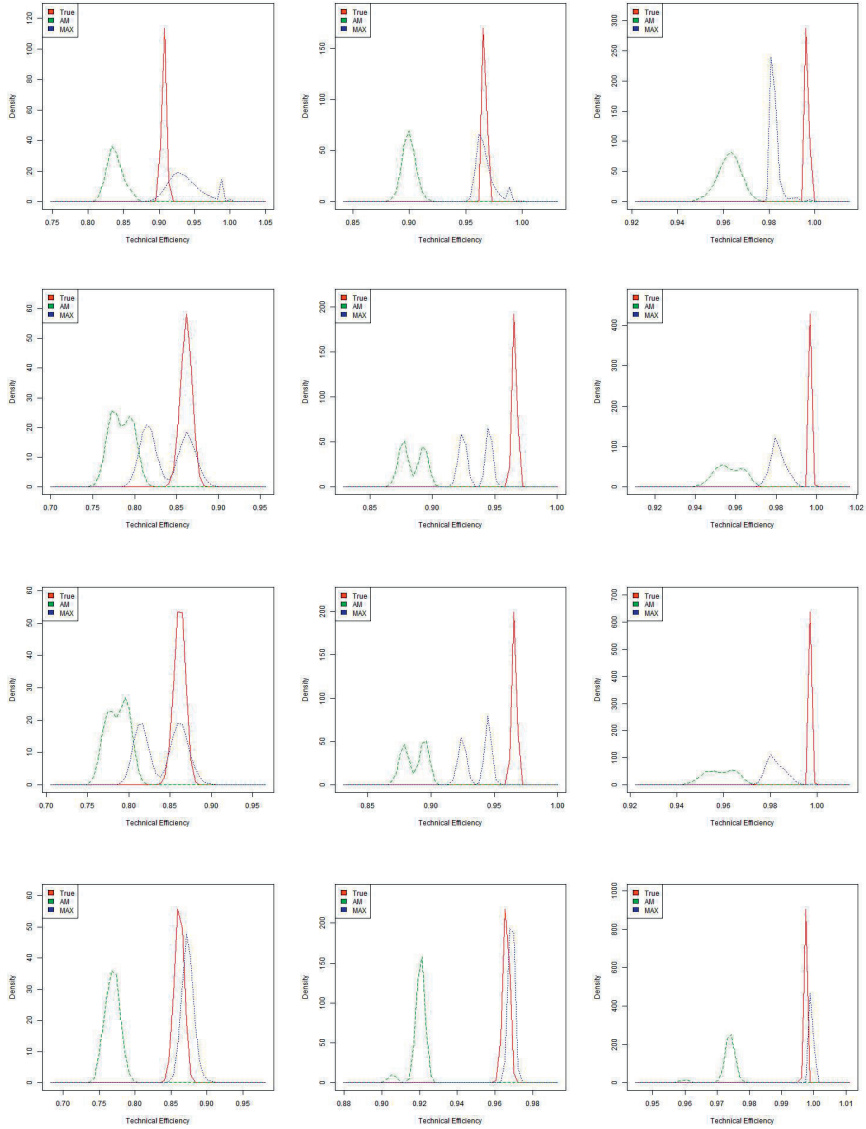 True
AM
MAX
Density
0 20 40 60 80 100 120
0.75 0.80 0.85 0.90 0.95 1.00 1.05
Technical Efficiency
True
AM
MAX
Density
0 50 100 150
0.85 0.90 0.95 1.00
Technical Efficiency
True
AM
MAX
Density
0 50 100 150 200 250 300
0.92 0.94 0.96 0.98 1.00
Technical Efficiency
True
AM
MAX
Density
0 10 20 30 40 50 60
0.70 0.75 0.80 0.85 0.90 0.95
Technical Efficiency
True
AM
MAX
Density
0 50 100 150 200
0.85 0.90 0.95 1.00
Technical Efficiency
True
AM
MAX
Density
0 100 200 300 400
0.92 0.94 0.96 0.98 1.00 1.02
Technical Efficiency
True
AM
MAX
Density
0 10 20 30 40 50 60
0.70 0.75 0.80 0.85 0.90 0.95
Technical Efficiency
True
AM
MAX
Density
0 50 100 150 200
0.85 0.90 0.95 1.00
Technical Efficiency
True
AM
MAX
Density
0 100 200 300 400 500 600 700
0.92 0.94 0.96 0.98 1.00
Technical Efficiency
True
AM
MAX
Density
0 10 20 30 40 50 60
0.70 0.75 0.80 0.85 0.90 0.95
Technical Efficiency
True
AM
MAX
Density
0 50 100 150 200
0.88 0.90 0.92 0.94 0.96 0.98
Technical Efficiency
True
AM
MAX
Density
0 200 400 600 800 1000
0.95 0.96 0.97 0.98 0.99 1.00 1.01
Technical Efficiency